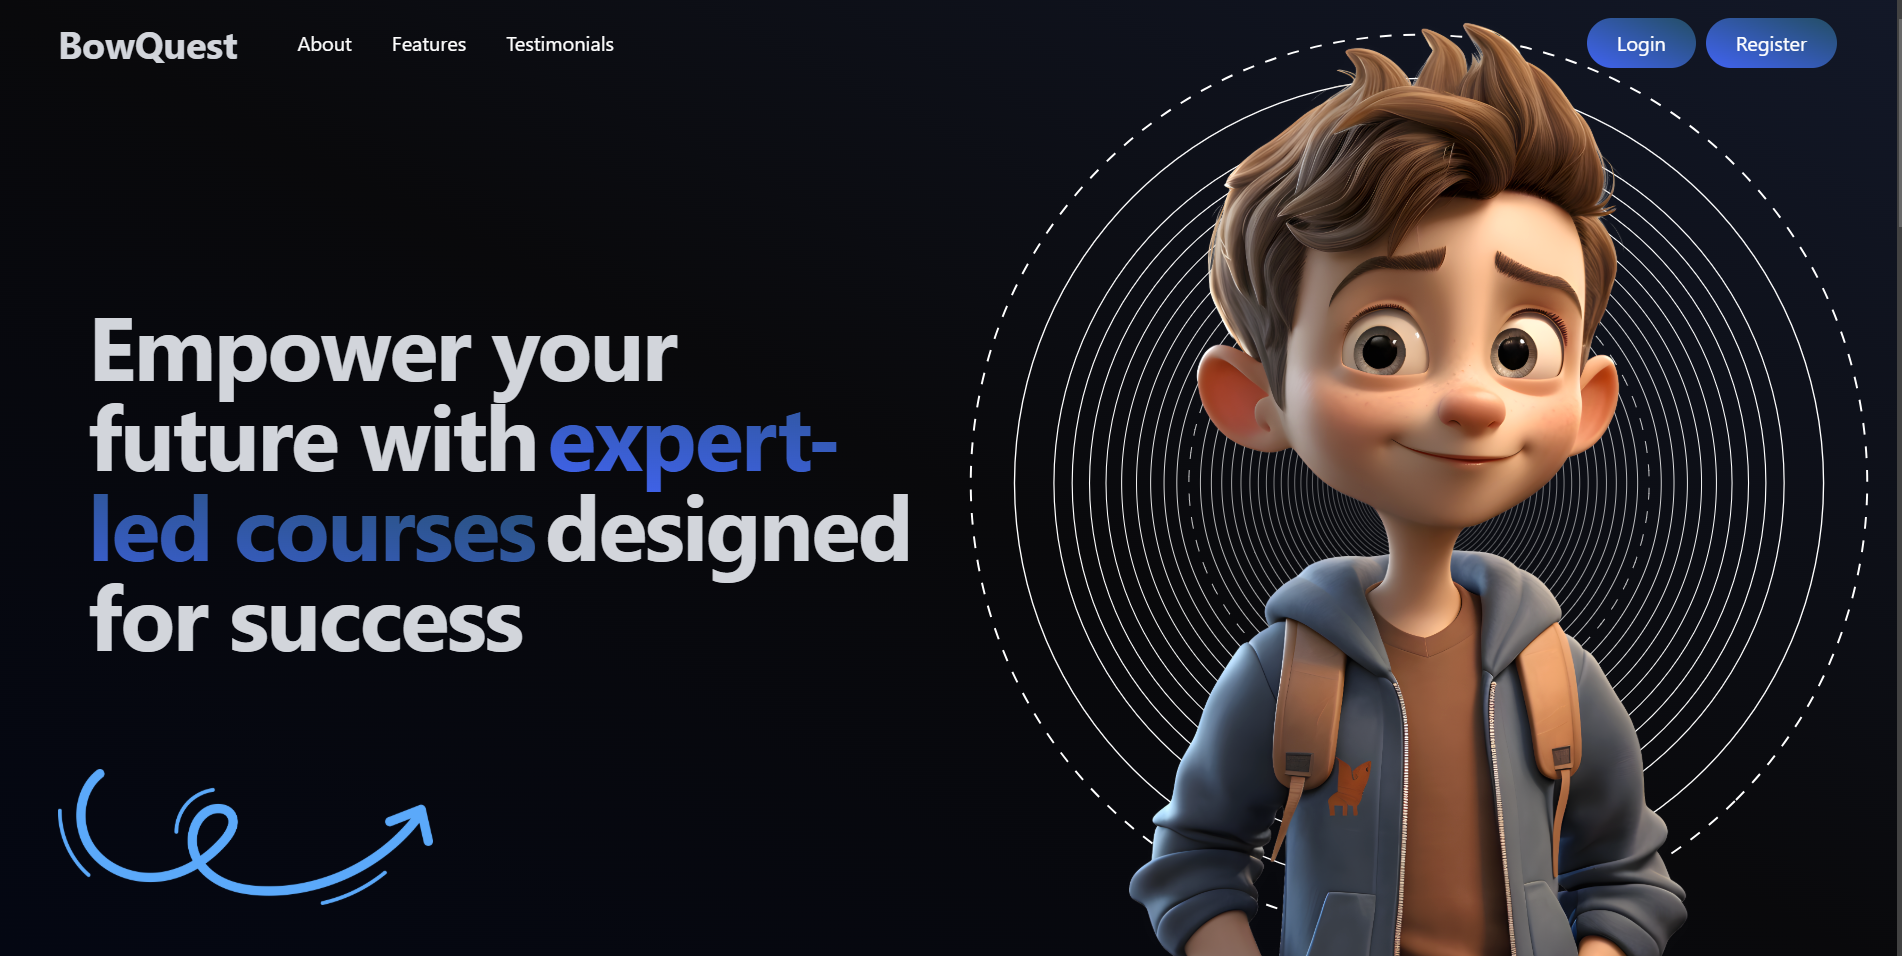 BowQuest
About
Features
Testimonials
Login
Register
Empower your
future with expert-
led courses designed
for success